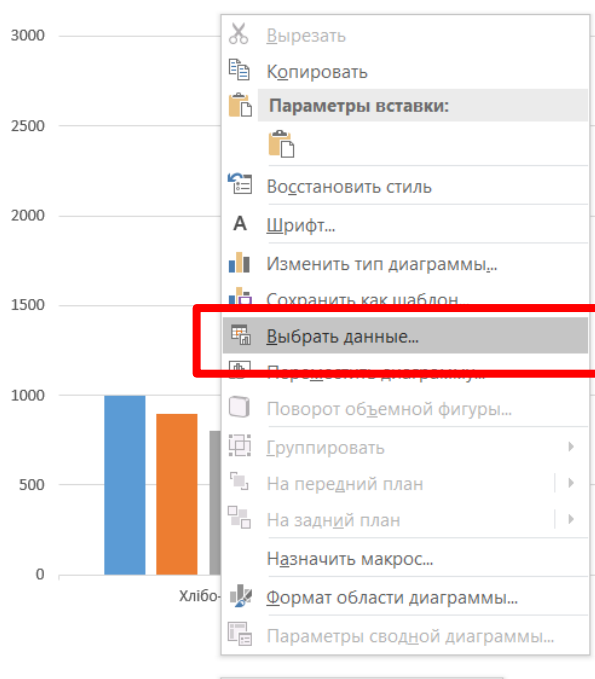 3000
2500
2000
1500
1000
500
0
Хлібо-
Вырезать
Копировать
Параметры вставки:
Восстановить стиль
А Шрифт...
Изменить тип диаграммы...
Сохранить как шаблон...
Выбрать данные...
Переместить диаграмму...
Поворот объемной фигуры...
Группировать
На передний план
На задний план
Назначить макрос...
Формат области диаграммы...
Параметры сводной диаграммы...